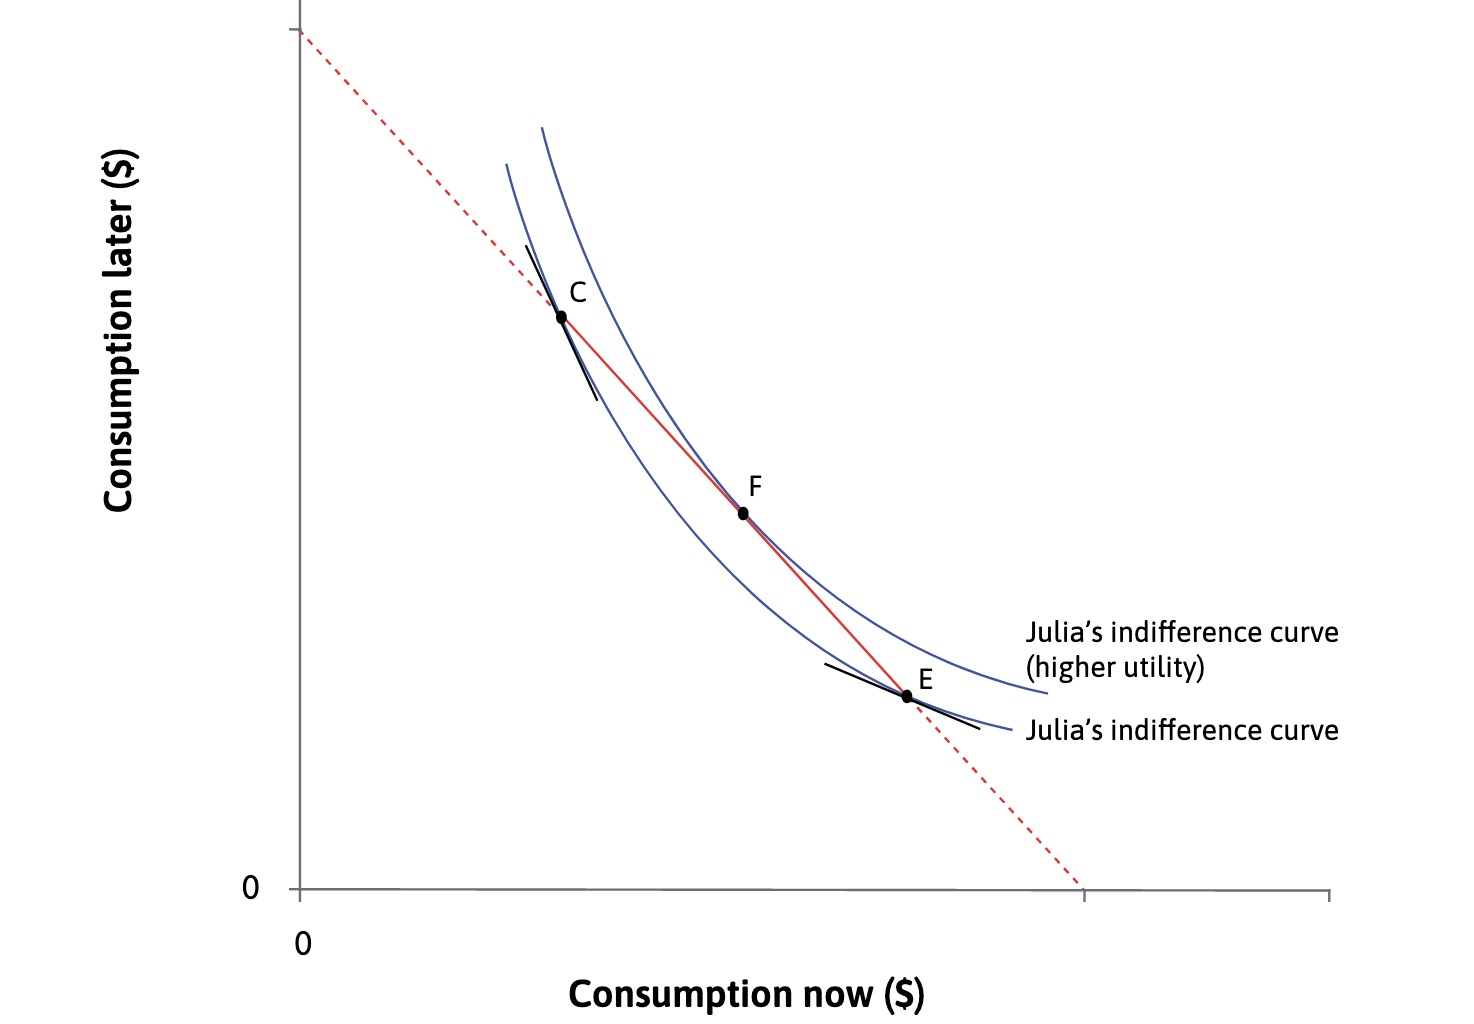 Consumption later ($)
C
F
Julia’s indifference curve
(higher utility)
E
Julia’s indifference curve
0
0
Consumption now ($)